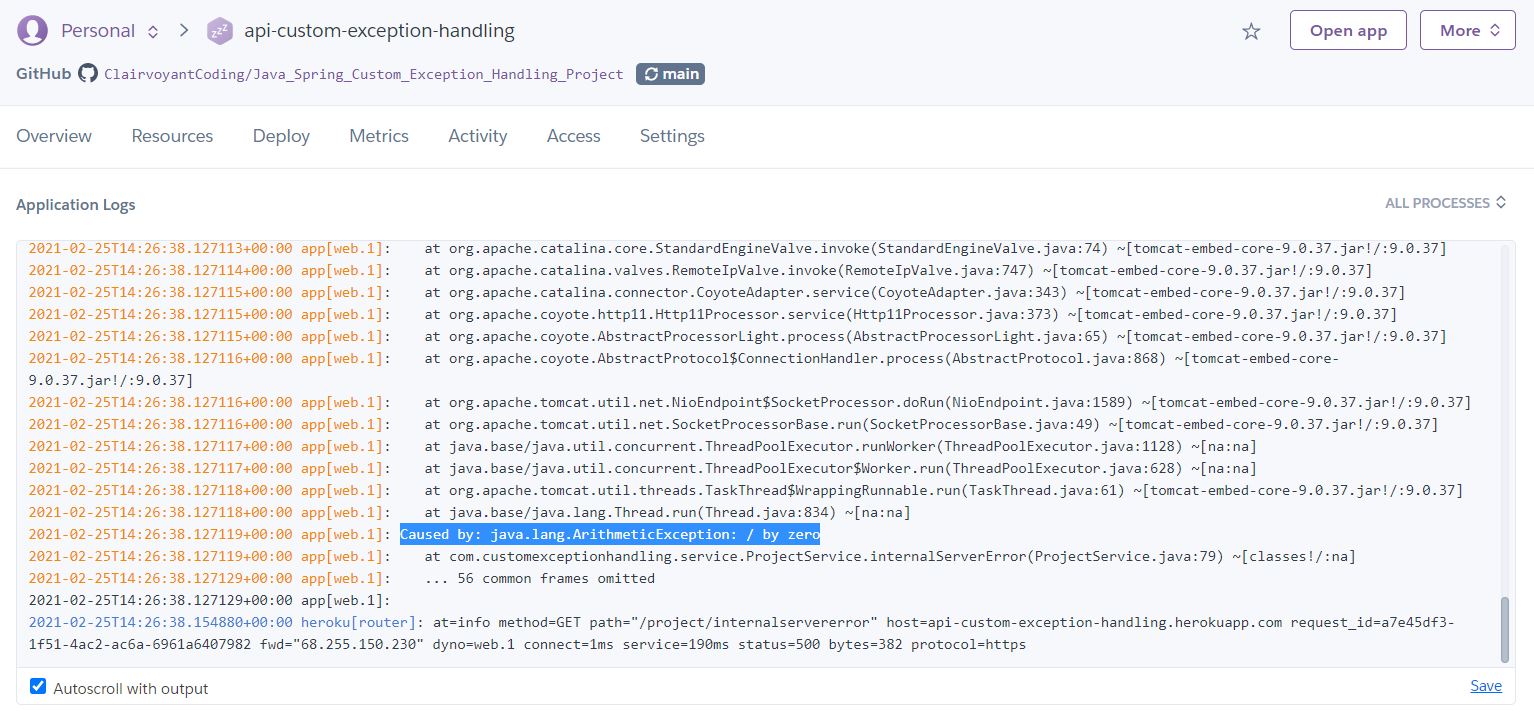 Personal > api-custom-exception-handling
Open app
More
GitHub ClairvoyantCoding/Java_Spring_Custom_Exception_Handling_Project main
Overview Resources Deploy Metrics Activity Access Settings
Application Logs
ALL PROCESSES
2021-02-25T14:26:38.127113+00:00 app[web.1]: at org.apache.catalina.core.StandardEngineValve.invoke(StandardEngineValve.java:74) ~[tomcat-embed-core-9.0.37.jar!/:9.0.37]
2021-02-25T14:26:38.127114+00:00 app[web.1]: at org.apache.catalina.valves.RemoteIpValve.invoke(RemoteIpValve.java:747) ~[tomcat-embed-core-9.0.37.jar!/:9.0.37]
2021-02-25T14:26:38.127115+00:00 app[web.1]: at org.apache.catalina.connector.CoyoteAdapter.service(CoyoteAdapter.java:343) ~[tomcat-embed-core-9.0.37.jar!/:9.0.37]
2021-02-25T14:26:38.127115+00:00 app[web.1]: at org.apache.coyote.http11.Http11Processor.service(Http11Processor.java:373) ~[tomcat-embed-core-9.0.37.jar!/:9.0.37]
2021-02-25T14:26:38.127115+00:00 app[web.1]: at org.apache.coyote.AbstractProcessorLight.process(AbstractProcessorLight.java:65) ~[tomcat-embed-core-9.0.37.jar!/:9.0.37]
2021-02-25T14:26:38.127116+00:00 app[web.1]: at org.apache.coyote.AbstractProtocol$ConnectionHandler.process(AbstractProtocol.java:868) ~[tomcat-embed-core-
9.0.37.jar!/:9.0.37]
2021-02-25T14:26:38.127116+00:00 app[web.1]: at org.apache.tomcat.util.net.NioEndpoint$SocketProcessor.doRun(NioEndpoint.java:1589) ~[tomcat-embed-core-9.0.37.jar!/:9.0.37]
2021-02-25T14:26:38.127116+00:00 app[web.1]: at org.apache.tomcat.util.net.SocketProcessorBase.run(SocketProcessorBase.java:49) ~[tomcat-embed-core-9.0.37.jar!/:9.0.37]
2021-02-25T14:26:38.127117+00:00 app[web.1]: at java.base/java.util.concurrent.ThreadPoolExecutor.runWorker(ThreadPoolExecutor.java:1128) ~[na:na]
2021-02-25T14:26:38.127117+00:00 app[web.1]: at java.base/java.util.concurrent.ThreadPoolExecutor$Worker.run(ThreadPoolExecutor.java:628) ~[na:na]
2021-02-25T14:26:38.127118+00:00 app[web.1]: at org.apache.tomcat.util.threads.TaskThread$WrappingRunnable.run(TaskThread.java:61) ~[tomcat-embed-core-9.0.37.jar!/:9.0.37]
2021-02-25T14:26:38.127118+00:00 app[web.1]: at java.base/java.lang.Thread.run(Thread.java:834) ~[na:na]
2021-02-25T14:26:38.127119+00:00 app[web.1]: Caused by: java.lang.ArithmeticException: / by zero
2021-02-25T14:26:38.127119+00:00 app[web.1]: at com.customexceptionhandling.service.ProjectService.internalServerError(ProjectService.java:79) ~[classes!/:na]
2021-02-25T14:26:38.127129+00:00 app[web.1]: ... 56 common frames omitted
2021-02-25T14:26:38.127129+00:00 app[web.1]:
2021-02-25T14:26:38.154880+00:00 heroku[router]: at=info method=GET path="/project/internalservererror" host=api-custom-exception-handling.herokuapp.com request_id=a7e45df3-
1f51-4ac2-ac6a-6961a6407982 fwd="68.255.150.230" dyno=web.1 connect=1ms service=190ms status=500 bytes=382 protocol=https
Autoscroll with output
Save